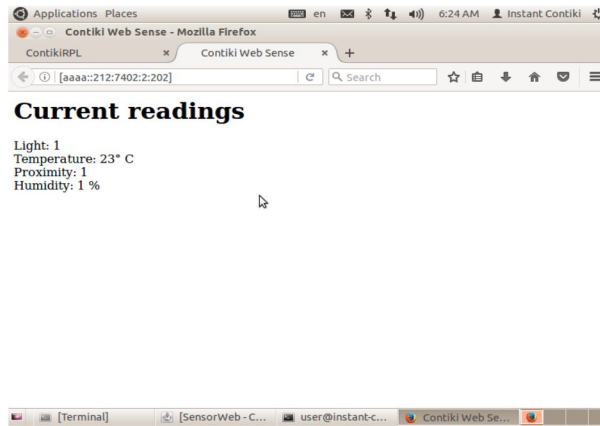 Applications Places en 6:24 AM Instant Contiki
Contiki Web Sense - Mozilla Firefox
ContikiRPL × Contiki Web Sense × +
[aaaa::212:7402:2:202] Search
Current readings
Light: 1
Temperature: 23° C
Proximity: 1
Humidity: 1 %
[Terminal] [SensorWeb - C... user@instant-c... Contiki Web Se...